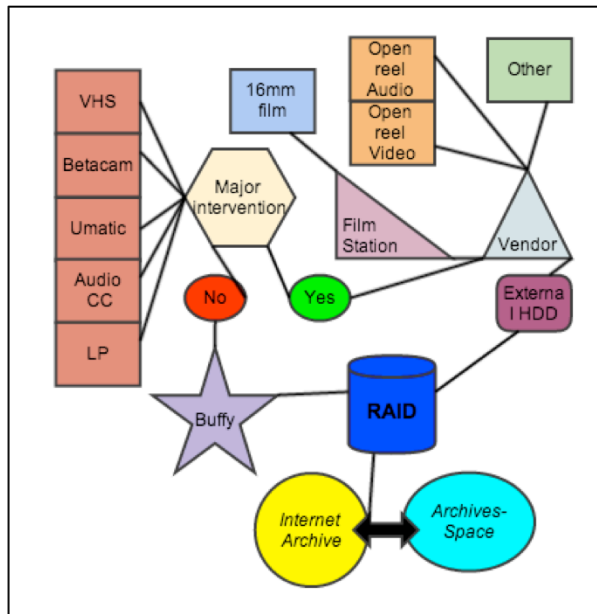 VHS
Betacam
Umatic
Audio
CC
LP
16mm
film
Open
reel
Audio
Open
reel
Video
Other
Major
intervention
Film
Station
Vendor
No
Yes
Externa
l HDD
Buffy
RAID
Internet
Archive
Archives-
Space